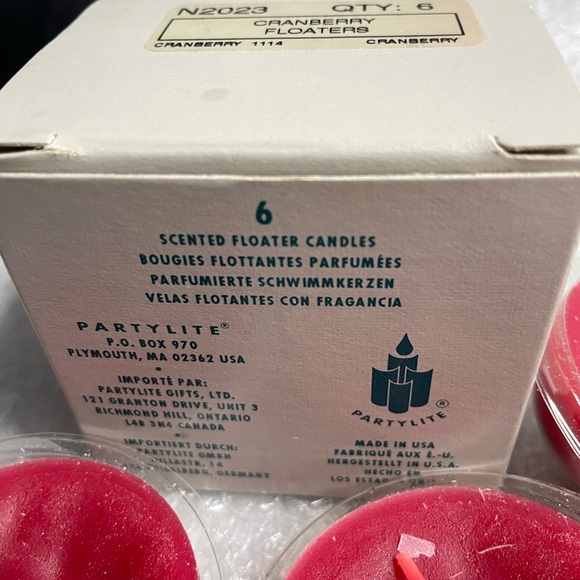 N2023 QTY: 6
CRANBERRY
FLOATERS
CRANBERRY 1114 CRANBERRY
6
SCENTED FLOATER CANDLES
BOUGIES FLOTTANTES PARFUMÉES
PARFUMIERTE SCHWIMMKERZEN
VELAS FLOTANTES CON FRAGANCIA
PARTYLITE®
P.O. BOX 970
PLYMOUTH, MA 02362 USA
•
IMPORTÉ PAR:
PARTYLITE GIFTS, LTD.
121 GRANTON DRIVE, UNIT 3
RICHMOND HILL, ONTARIO
L4B 3N4 CANADA
•
IMPORTIERT DURCH:
PARTYLITE GMBH
14
GERMANY
PARTYLITE®
MADE IN USA
FABRIQUÉ AUX É.-U.
HERGESTELLT IN U.S.A.
HECHO EN
LOS